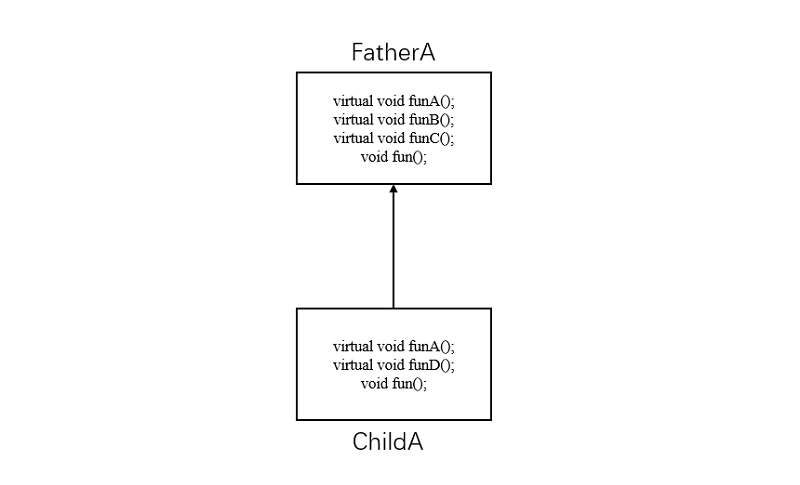 FatherA
virtual void funA();
virtual void funB();
virtual void funC();
void fun();
virtual void funA();
virtual void funD();
void fun();
ChildA